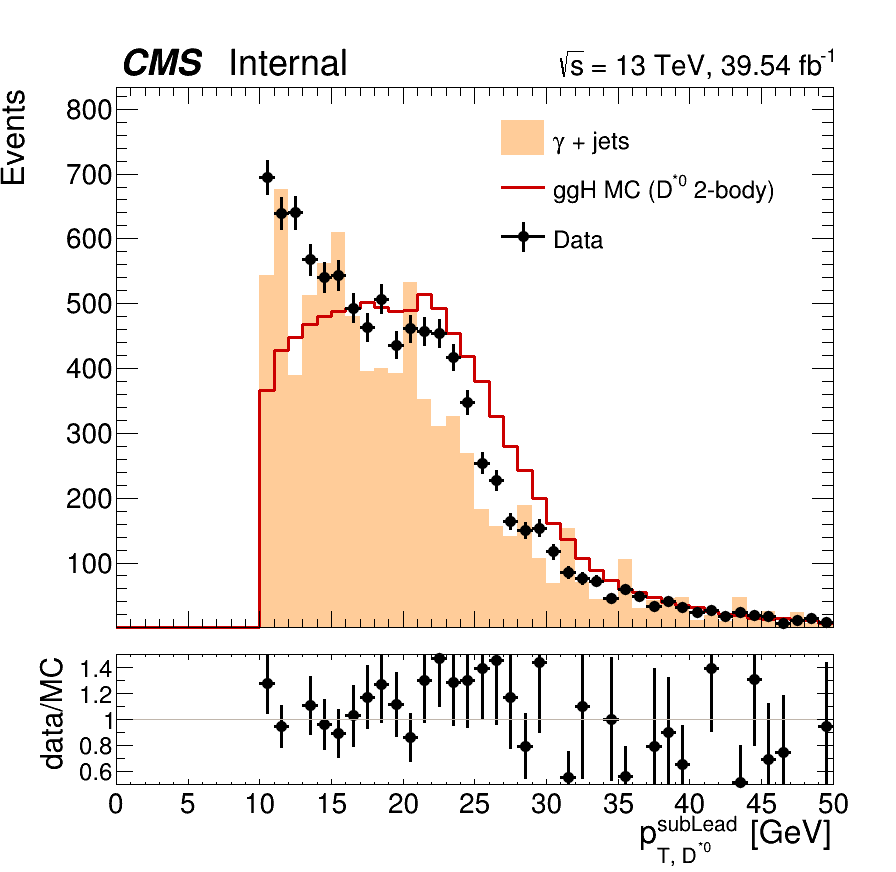 CMS Internal
√s = 13 TeV, 39.54 fb⁻¹
Events
800
700
600
500
400
300
200
100
γ + jets
ggH MC (D*⁰ 2-body)
Data
data/MC
1.4
1.2
1
0.8
0.6
0 5 10 15 20 25 30 35 40 45 50
p_{T, D*⁰}^{subLead} [GeV]